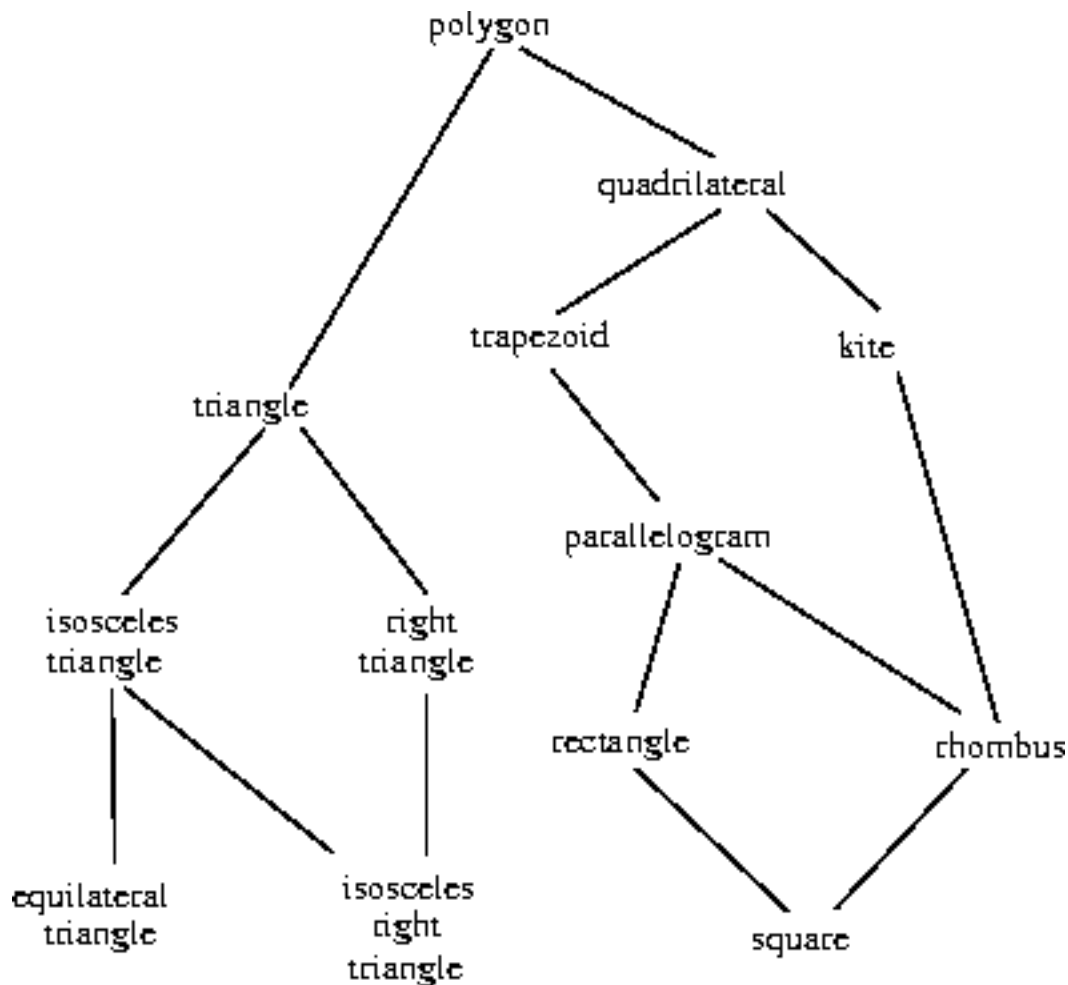 polygon
quadrilateral
trapezoid
kite
triangle
parallelogram
isosceles
triangle
right
triangle
rectangle
rhombus
equilateral
triangle
isosceles
right
triangle
square